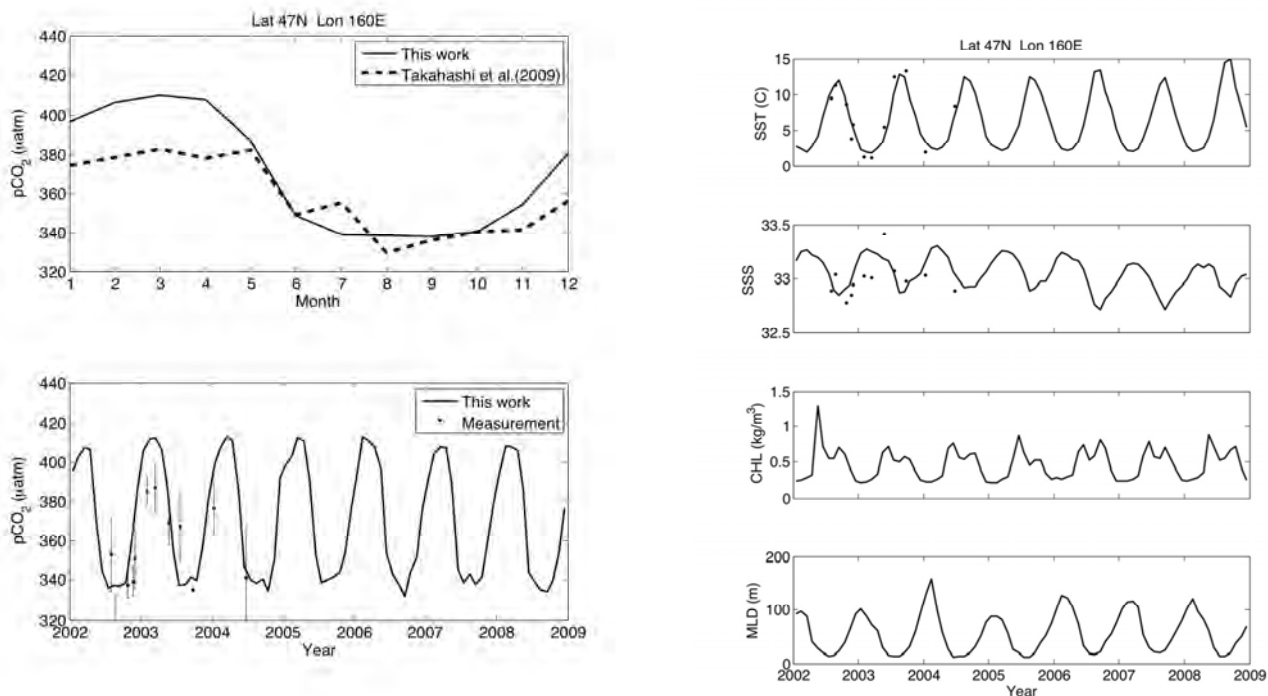 Lat 47N Lon 160E
440
420
400
380
360
340
320
pCO2 (μatm)
This work
Takahashi et al.(2009)
1 2 3 4 5 6 7 8 9 10 11 12
Month
440
420
400
380
360
340
320
pCO2 (μatm)
This work
Measurement
2002 2003 2004 2005 2006 2007 2008 2009
Year
Lat 47N Lon 160E
15
10
5
0
SST (C)
33.5
33
32.5
SSS
1.5
1
0.5
0
CHL (kg/m3)
200
100
0
MLD (m)
2002 2003 2004 2005 2006 2007 2008 2009
Year